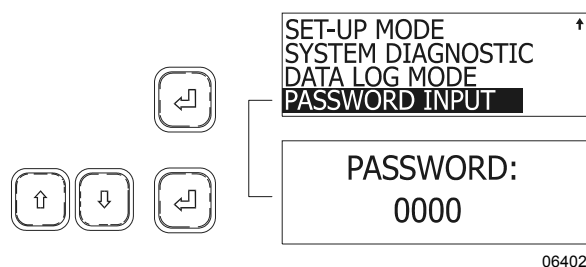 SET-UP MODE
SYSTEM DIAGNOSTIC
DATA LOG MODE
PASSWORD INPUT
PASSWORD:
0000
06402